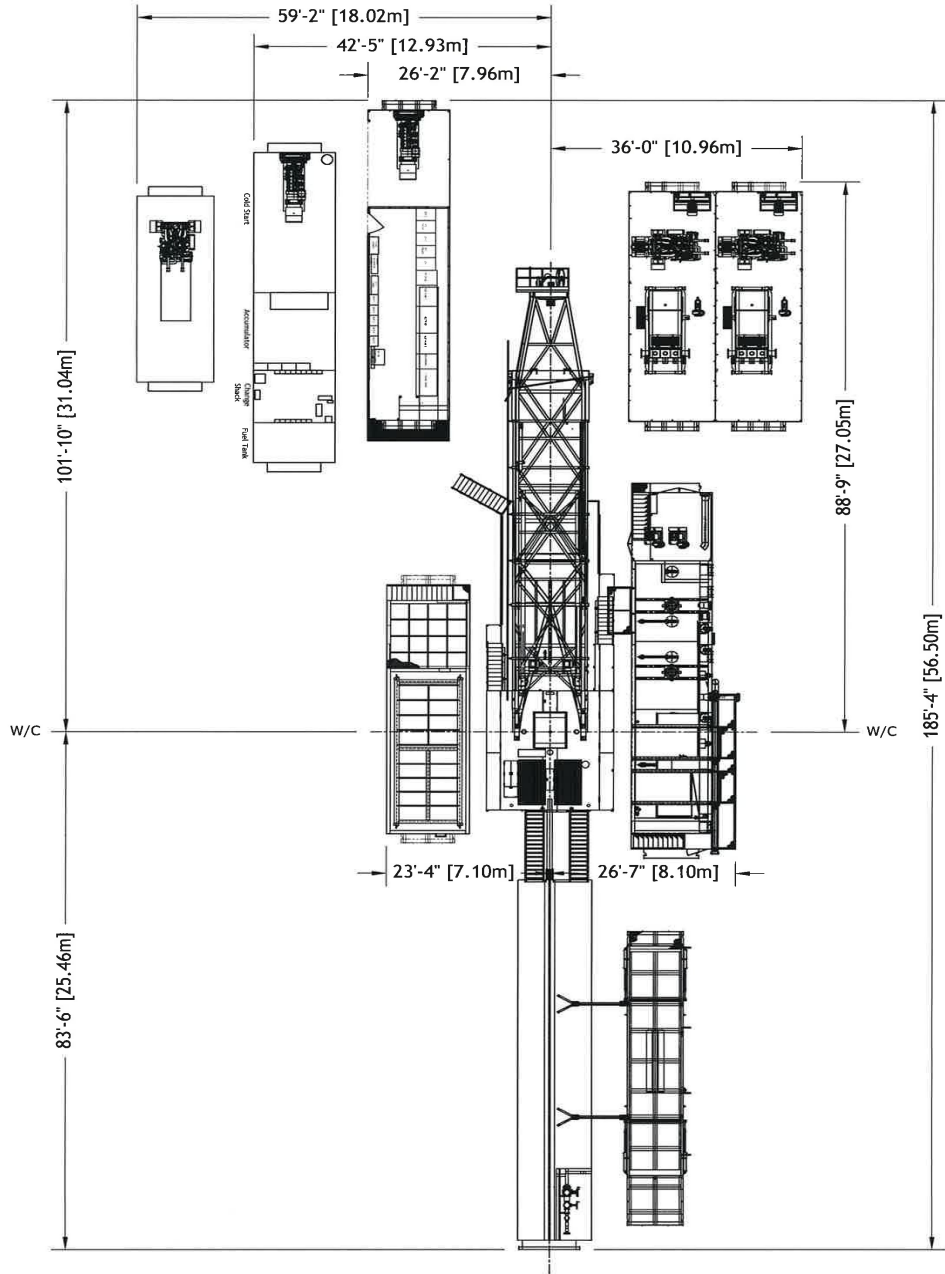 59'-2" [18.02m]
42'-5" [12.93m]
26'-2" [7.96m]
36'-0" [10.96m]
101'-10" [31.04m]
Cold Start
Accumulator
Change
Shack
Fuel Tank
88'-9" [27.05m]
185'-4" [56.50m]
W/C
W/C
23'-4" [7.10m]
26'-7" [8.10m]
83'-6" [25.46m]